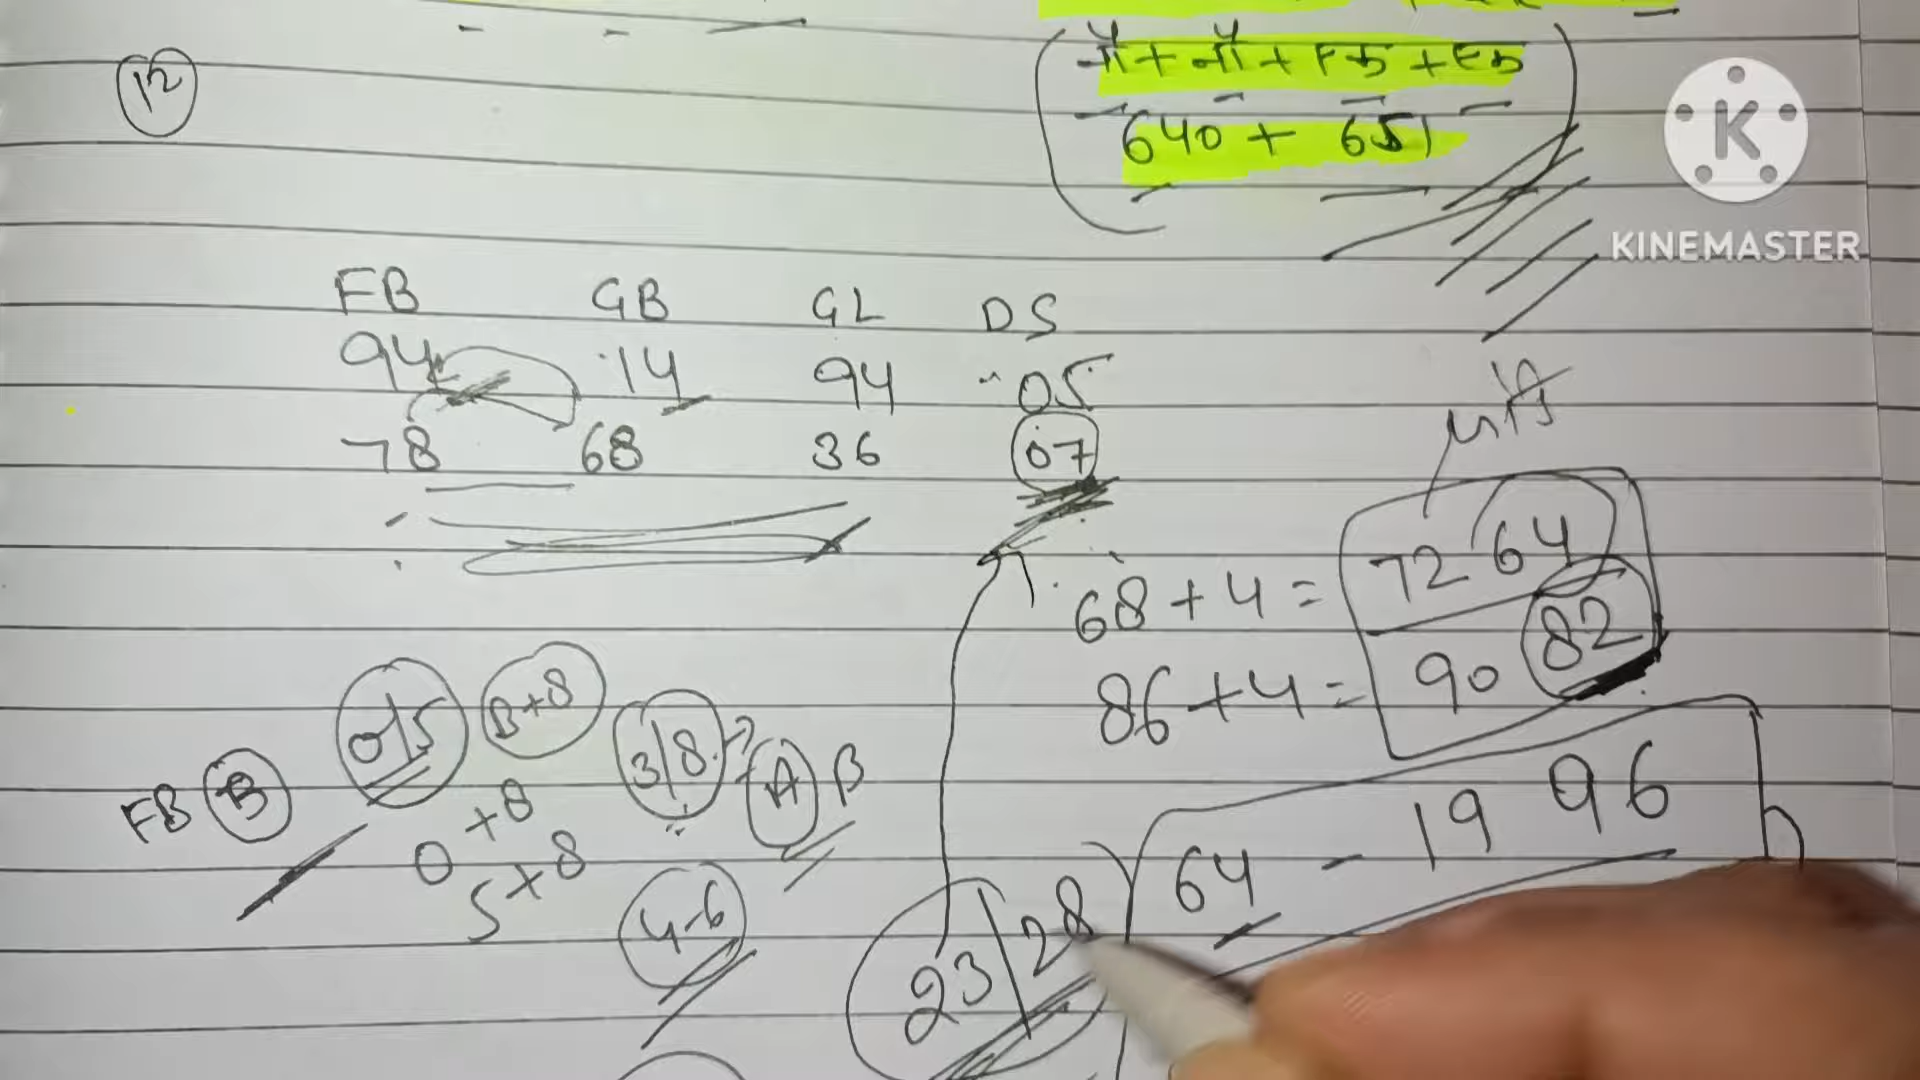 12
640 + 651
K
KINEMASTER
FB GB GL DS
94 14 94 05
78 68 36 07
68 + 4 = 72 64
86 + 4 = 90 82
FB B 0/5 B+8 3/8 → A B
0 +8
5 +8
4-6
64 - 19 96
23 | 28